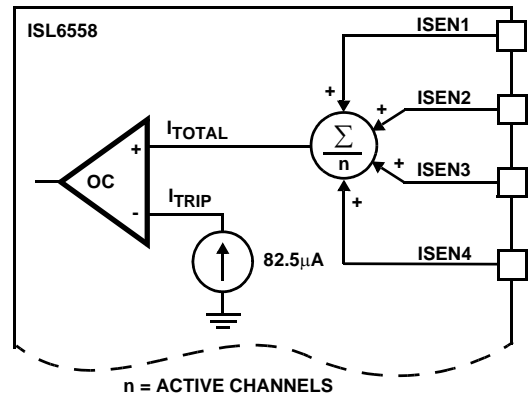 ISL6558
ISEN1
+
ISEN2
+
I_TOTAL
Σ
n
+
ISEN3
+
OC
I_TRIP
+
-
82.5μA
ISEN4
n = ACTIVE CHANNELS